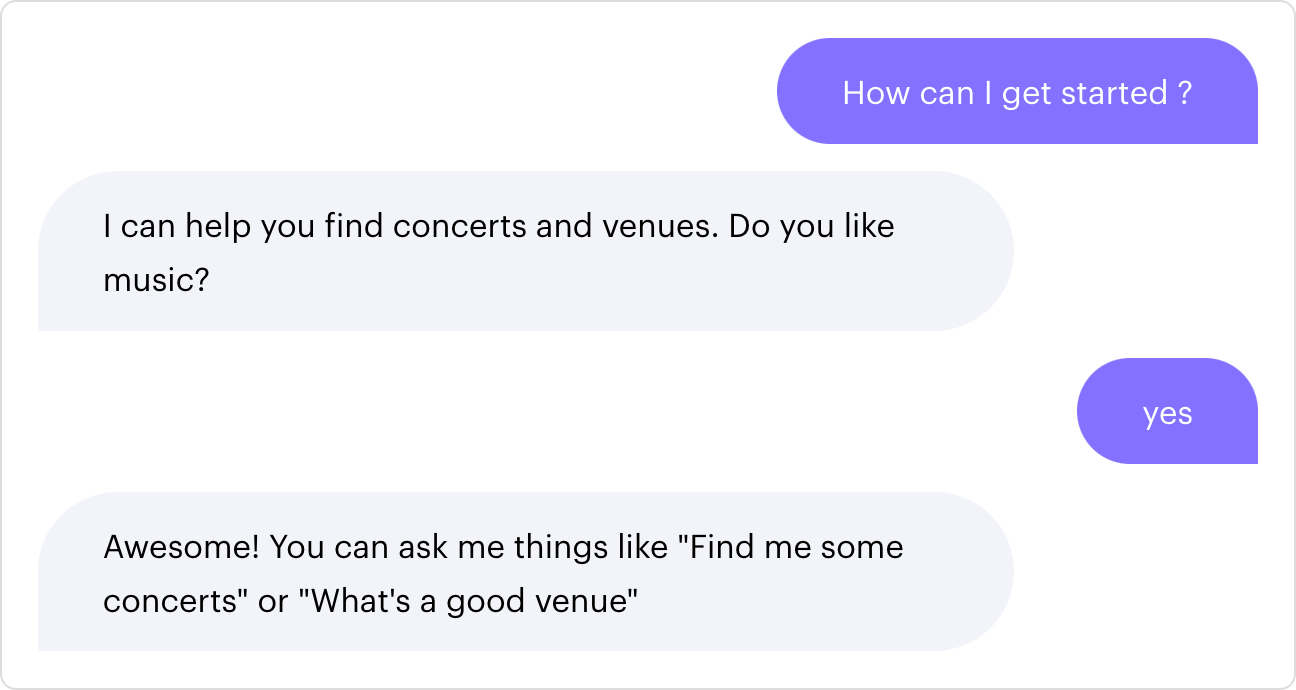 How can I get started ?
I can help you find concerts and venues. Do you like
music?
yes
Awesome! You can ask me things like "Find me some
concerts" or "What's a good venue"